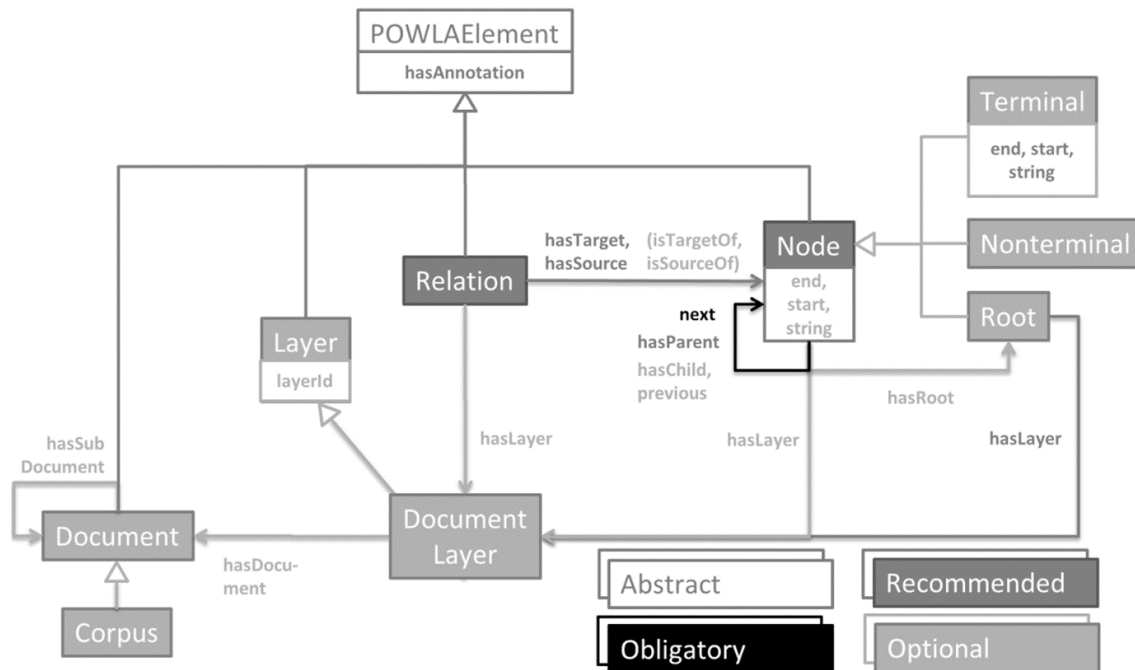 POWLAElement
hasAnnotation
Terminal
end, start,
string
hasTarget, (isTargetOf,
hasSource isSourceOf)
Node
Nonterminal
Relation
end,
start,
string
next
Root
Layer
hasParent
layerId
hasChild,
previous
hasRoot
hasSub
Document
hasLayer
hasLayer
hasLayer
Document
Document
Layer
hasDocu-
ment
Abstract
Recommended
Corpus
Obligatory
Optional